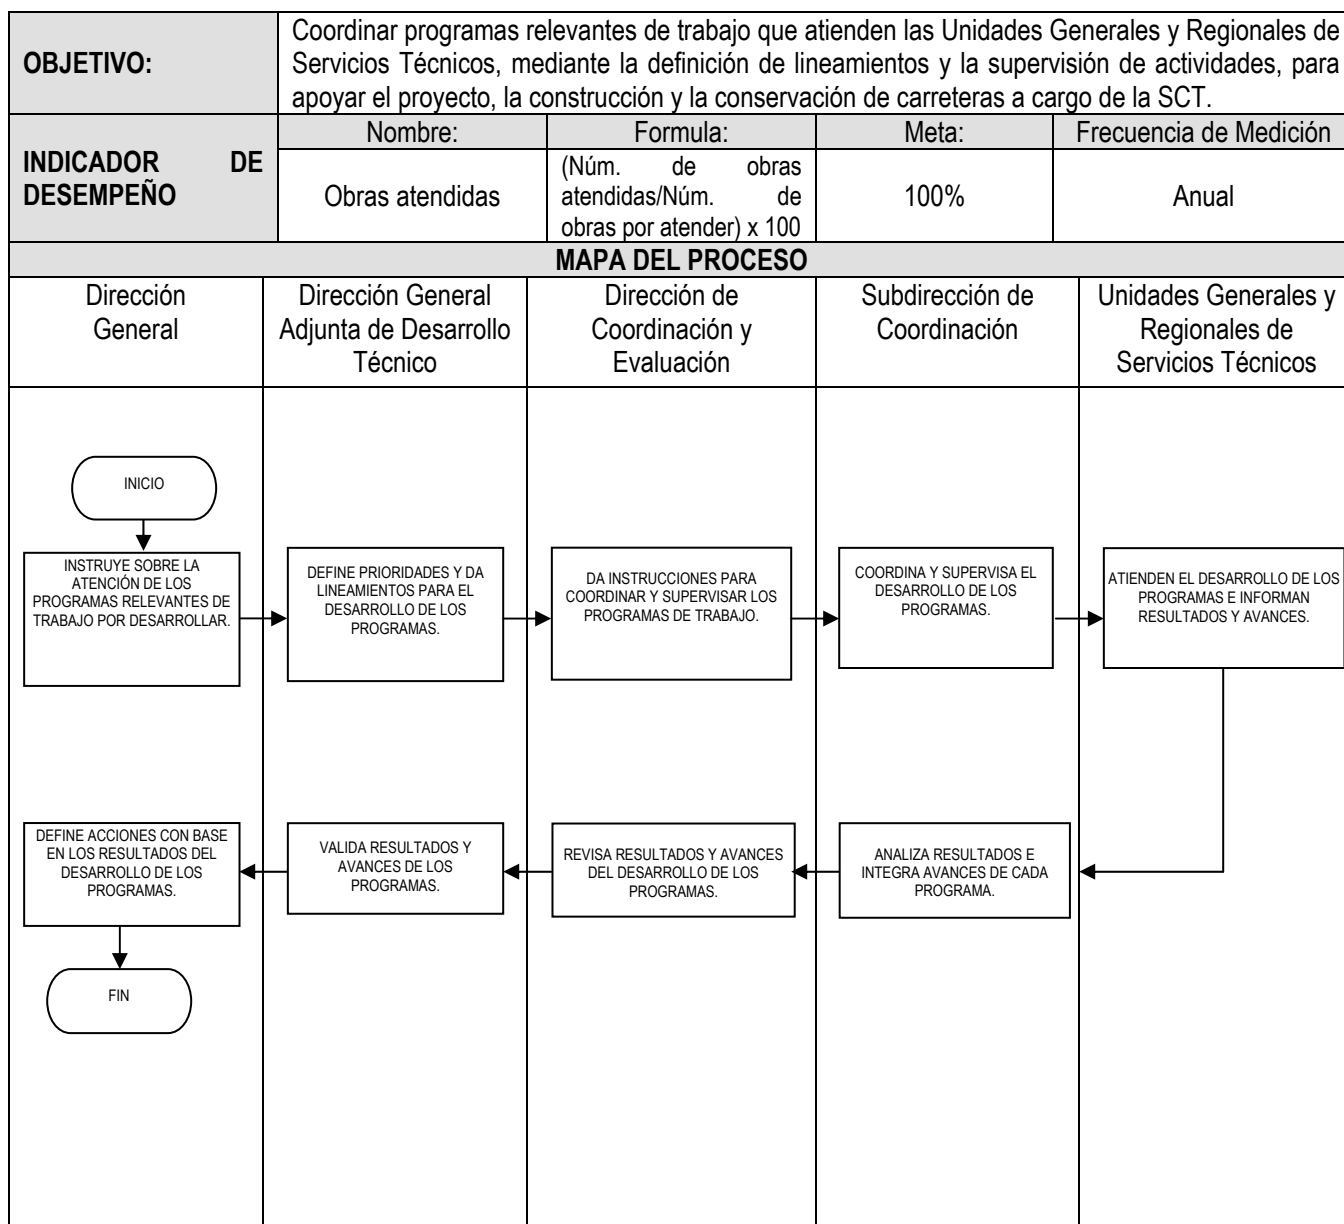 OBJETIVO:
Coordinar programas relevantes de trabajo que atienden las Unidades Generales y Regionales de
Servicios Técnicos, mediante la definición de lineamientos y la supervisión de actividades, para
apoyar el proyecto, la construcción y la conservación de carreteras a cargo de la SCT.
INDICADOR DE
DESEMPEÑO
Nombre:
Formula:
Meta:
Frecuencia de Medición
Obras atendidas
(Núm. de obras
atendidas/Núm. de
obras por atender) x 100
100%
Anual
MAPA DEL PROCESO
Dirección
General
Dirección General
Adjunta de Desarrollo
Técnico
Dirección de
Coordinación y
Evaluación
Subdirección de
Coordinación
Unidades Generales y
Regionales de
Servicios Técnicos
INICIO
INSTRUYE SOBRE LA
ATENCIÓN DE LOS
PROGRAMAS RELEVANTES DE
TRABAJO POR DESARROLLAR.
DEFINE PRIORIDADES Y DA
LINEAMIENTOS PARA EL
DESARROLLO DE LOS
PROGRAMAS.
DA INSTRUCCIONES PARA
COORDINAR Y SUPERVISAR LOS
PROGRAMAS DE TRABAJO.
COORDINA Y SUPERVISA EL
DESARROLLO DE LOS
PROGRAMAS.
ATIENDEN EL DESARROLLO DE LOS
PROGRAMAS E INFORMAN
RESULTADOS Y AVANCES.
DEFINE ACCIONES CON BASE
EN LOS RESULTADOS DEL
DESARROLLO DE LOS
PROGRAMAS.
VALIDA RESULTADOS Y
AVANCES DE LOS
PROGRAMAS.
REVISA RESULTADOS Y AVANCES
DEL DESARROLLO DE LOS
PROGRAMAS.
ANALIZA RESULTADOS E
INTEGRA AVANCES DE CADA
PROGRAMA.
FIN